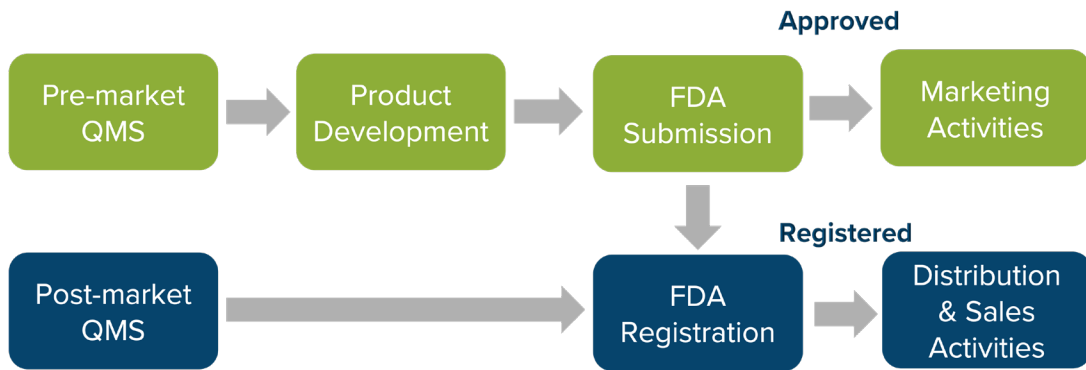 Approved
Pre-market
QMS
Product
Development
FDA
Submission
Marketing
Activities
Registered
Post-market
QMS
FDA
Registration
Distribution
& Sales
Activities